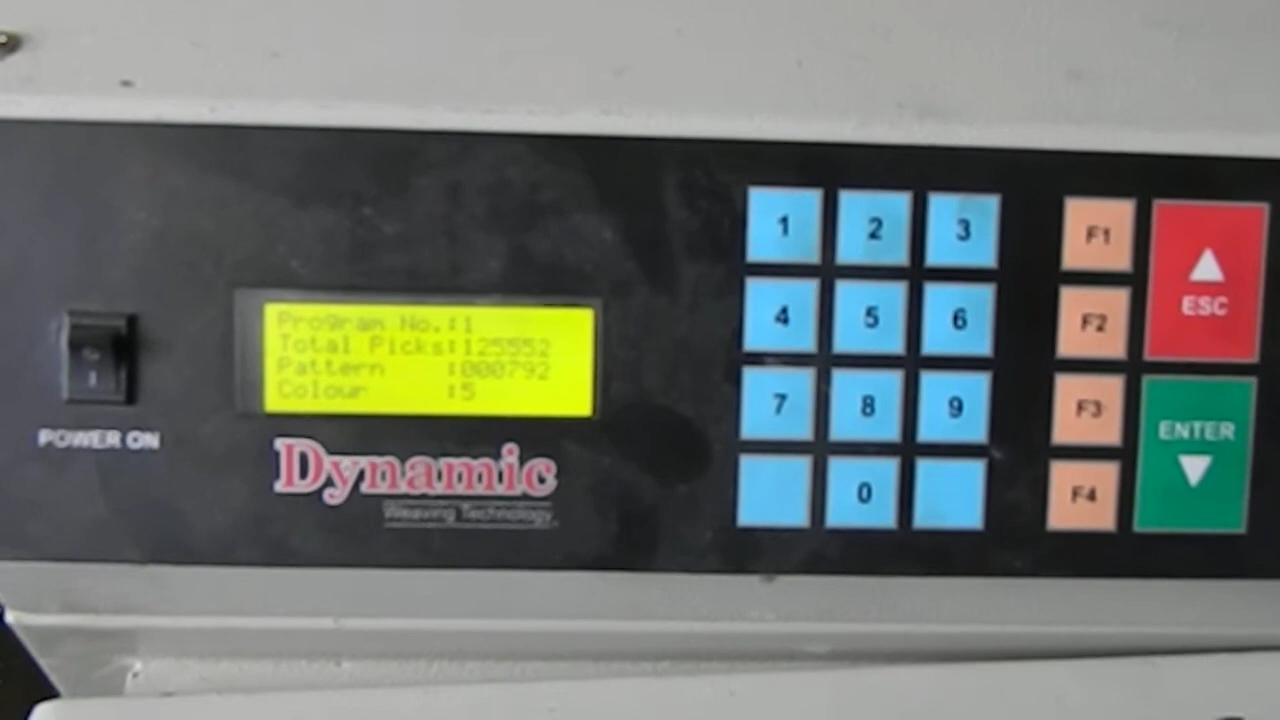 Program No.:1
Total Picks:125552
Pattern    :000792
Colour     :5
POWER ON
Dynamic
Weaving Technology
1 2 3
4 5 6
7 8 9
0
F1
F2
F3
F4
ESC
ENTER